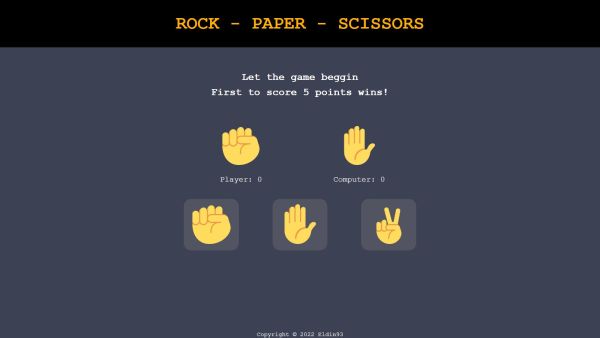 ROCK - PAPER - SCISSORS
Let the game beggin
First to score 5 points wins!
Player: 0
Computer: 0
Copyright © 2022 Eldin93